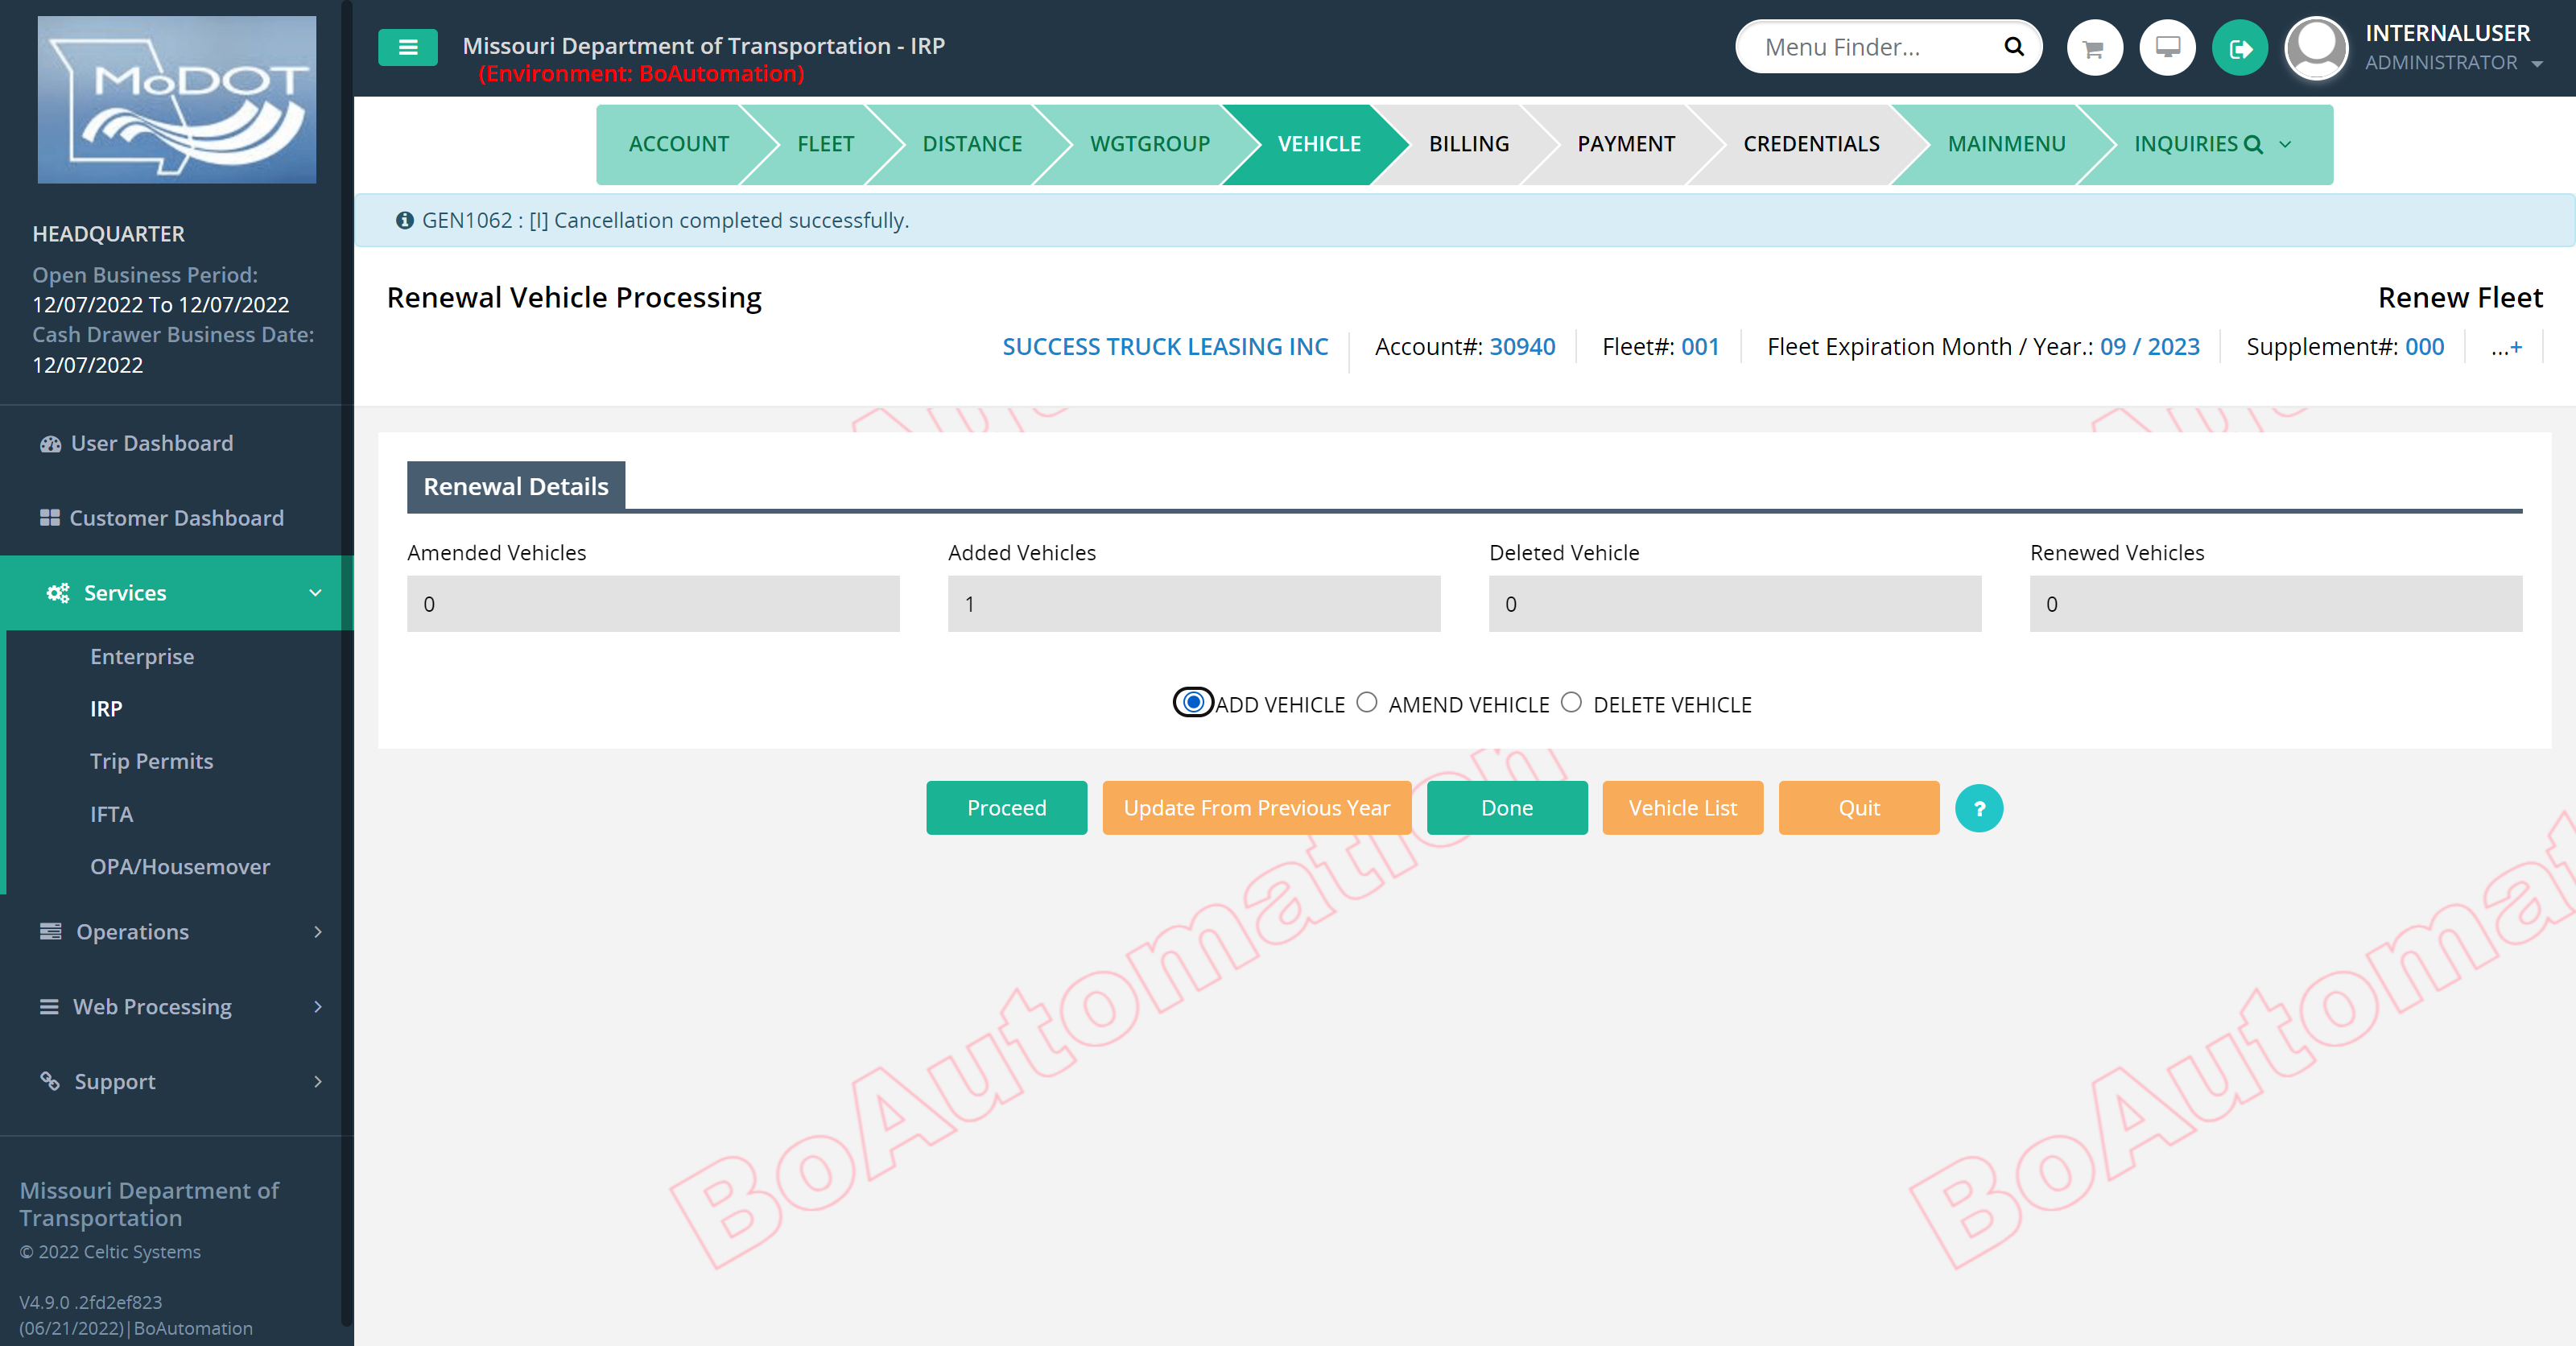 MoDOT
HEADQUARTER
Open Business Period:
12/07/2022 To 12/07/2022
Cash Drawer Business Date:
12/07/2022
User Dashboard
Customer Dashboard
Services
Enterprise
IRP
Trip Permits
IFTA
OPA/Housemover
Operations
Web Processing
Support
Missouri Department of
Transportation
© 2022 Celtic Systems
V4.9.0 .2fd2ef823
(06/21/2022)|BoAutomation
Missouri Department of Transportation - IRP
(Environment: BoAutomation)
Menu Finder...
INTERNALUSER
ADMINISTRATOR
ACCOUNT FLEET DISTANCE WGTGROUP VEHICLE BILLING PAYMENT CREDENTIALS MAINMENU INQUIRIES
GEN1062 : [I] Cancellation completed successfully.
Renewal Vehicle Processing Renew Fleet
SUCCESS TRUCK LEASING INC Account#: 30940 Fleet#: 001 Fleet Expiration Month / Year.: 09 / 2023 Supplement#: 000 ...+
Renewal Details
Amended Vehicles Added Vehicles Deleted Vehicle Renewed Vehicles
0 1 0 0
ADD VEHICLE AMEND VEHICLE DELETE VEHICLE
Proceed Update From Previous Year Done Vehicle List Quit ?
BoAutomation
BoAutomat